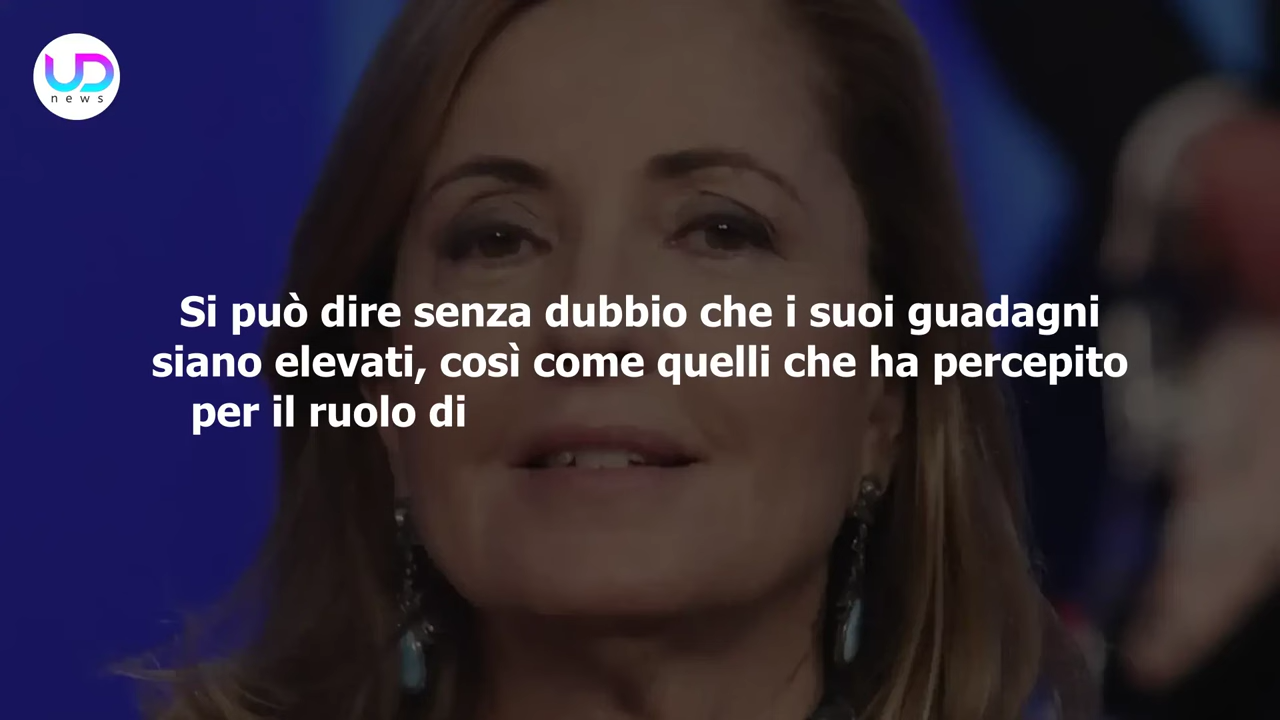 UD
news
Si può dire senza dubbio che i suoi guadagni
siano elevati, così come quelli che ha percepito
per il ruolo di